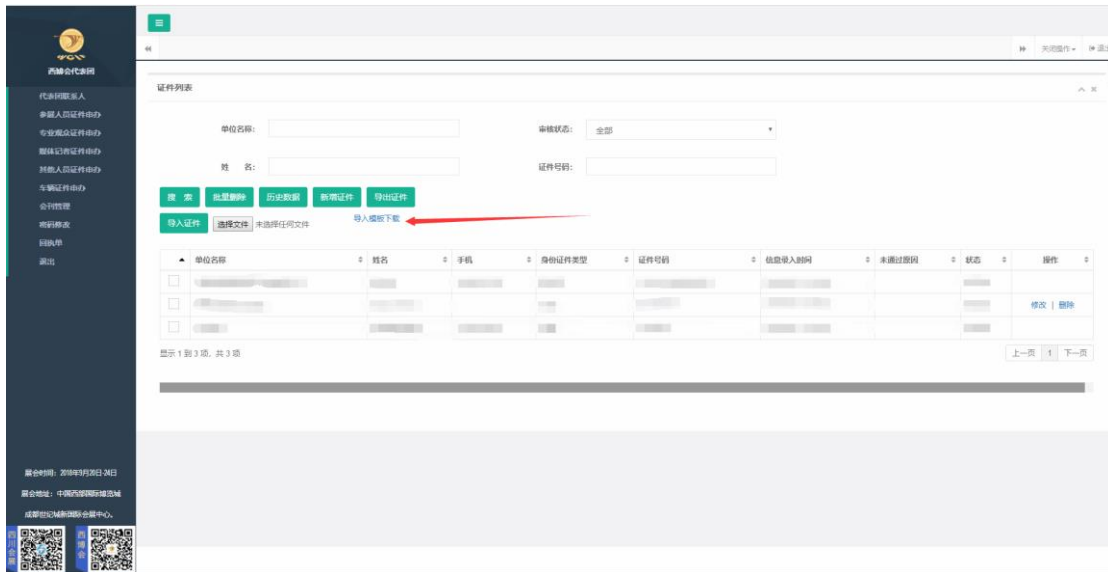 西博会代表团
代表团联系人
参展人员证件申办
专业观众证件申办
媒体记者证件申办
其他人员证件申办
车辆证件申办
会刊管理
密码修改
回执单
退出
展会时间：2018年9月20日-24日
展会地址：中国西部国际博览城
成都世纪城新国际会展中心。
四川会展
西博会
关闭操作
退出
证件列表
单位名称：
审核状态： 全部
姓 名：
证件号码：
搜 索 批量删除 历史数据 新增证件 导出证件
导入证件 选择文件 未选择任何文件 导入模板下载
单位名称 姓名 手机 身份证件类型 证件号码 信息录入时间 未通过原因 状态 操作
修改 | 删除
显示 1 到 3 项，共 3 项
上一页 1 下一页